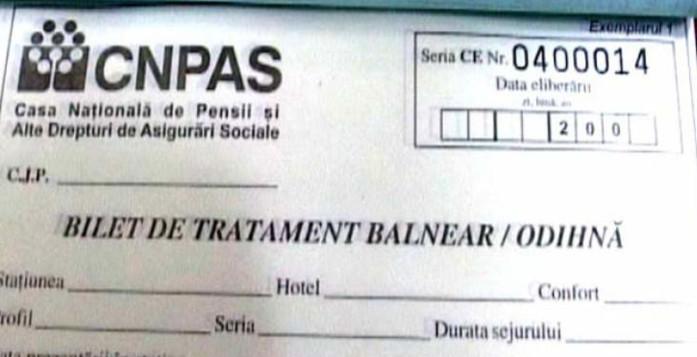 Exemplarul 1
CNPAS
Casa Națională de Pensii și
Alte Drepturi de Asigurări Sociale
Seria CE Nr. 0400014
Data eliberării
2 0 0
C.J.P.
BILET DE TRATAMENT BALNEAR / ODIHNĂ
Stațiunea Hotel Confort
rofil Seria Durata sejurului